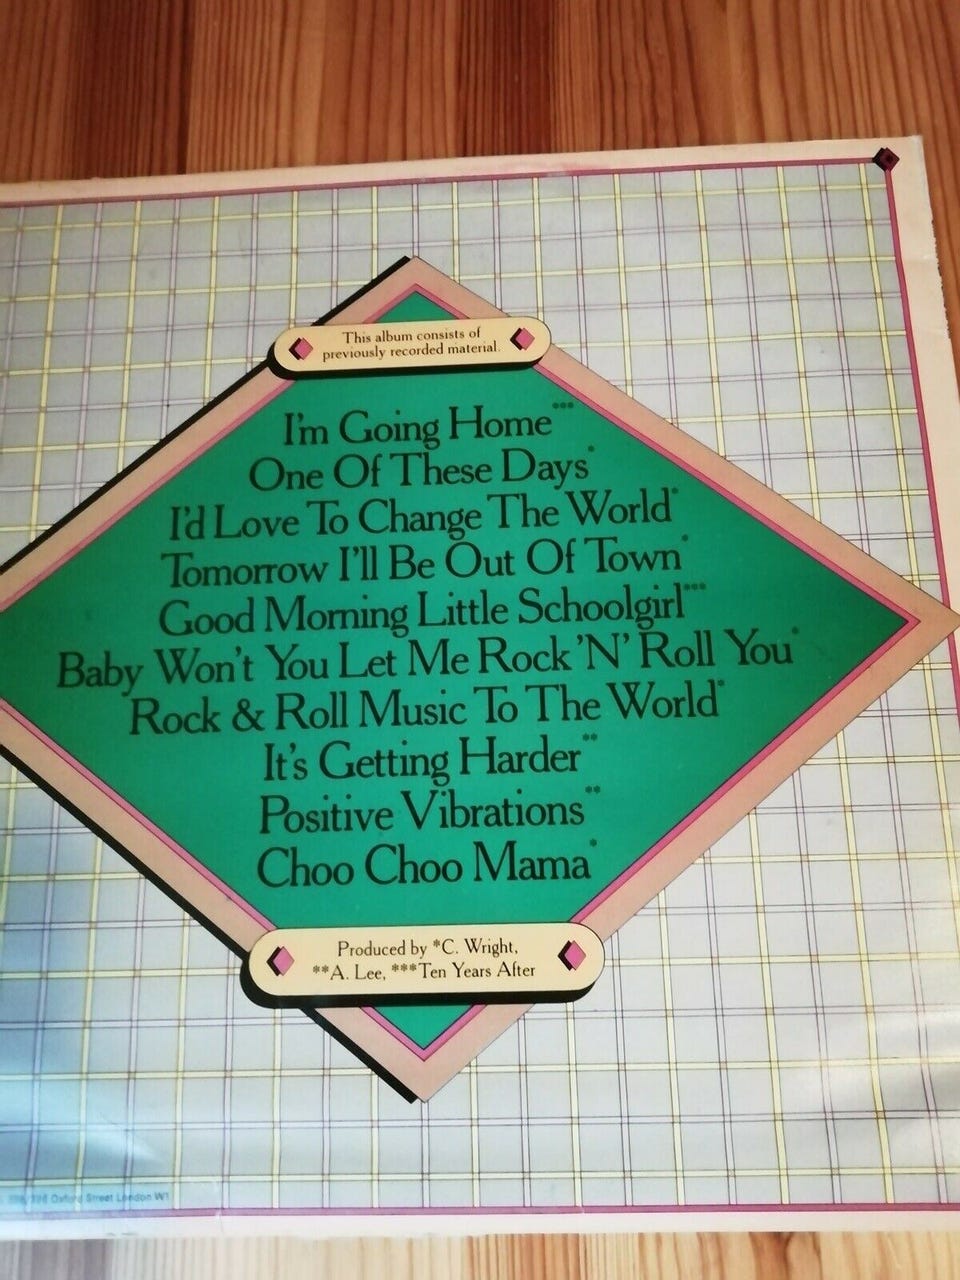 This album consists of
previously recorded material.
I'm Going Home***
One Of These Days*
I'd Love To Change The World*
Tomorrow I'll Be Out Of Town*
Good Morning Little Schoolgirl***
Baby Won't You Let Me Rock 'N' Roll You*
Rock & Roll Music To The World*
It's Getting Harder**
Positive Vibrations**
Choo Choo Mama*
Produced by *C. Wright,
**A. Lee, ***Ten Years After
Oxford Street London W1